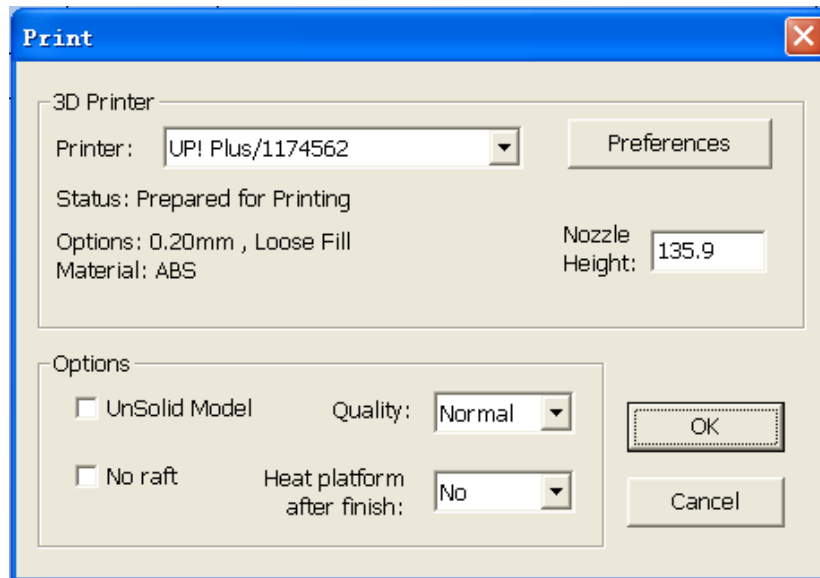 Print
3D Printer
Printer: UP! Plus/1174562 Preferences
Status: Prepared for Printing
Options: 0.20mm , Loose Fill
Material: ABS
Nozzle
Height: 135.9
Options
UnSolid Model Quality: Normal
OK
No raft Heat platform
after finish: No
Cancel